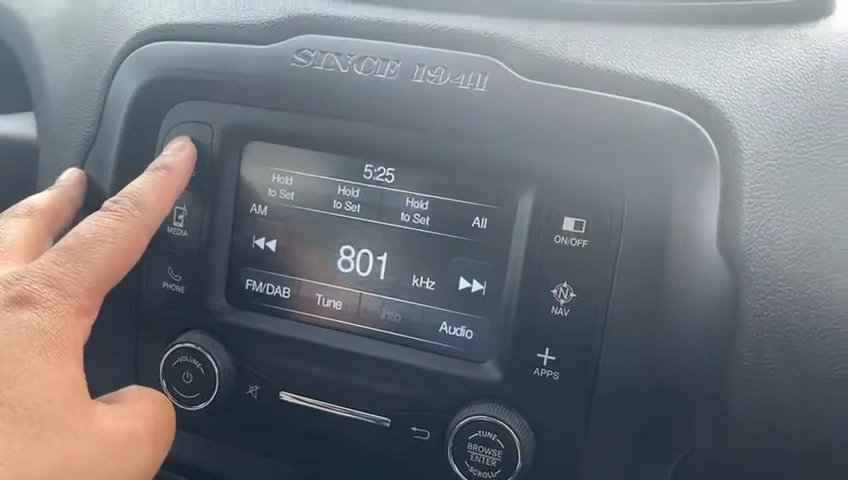 SINCE 1941
5:25
Hold to Set
Hold to Set
Hold to Set
AM
All
801 kHz
FM/DAB
Tune
Info
Audio
MEDIA
PHONE
VOLUME
ON/OFF
NAV
APPS
TUNE
BROWSE
ENTER
SCROLL